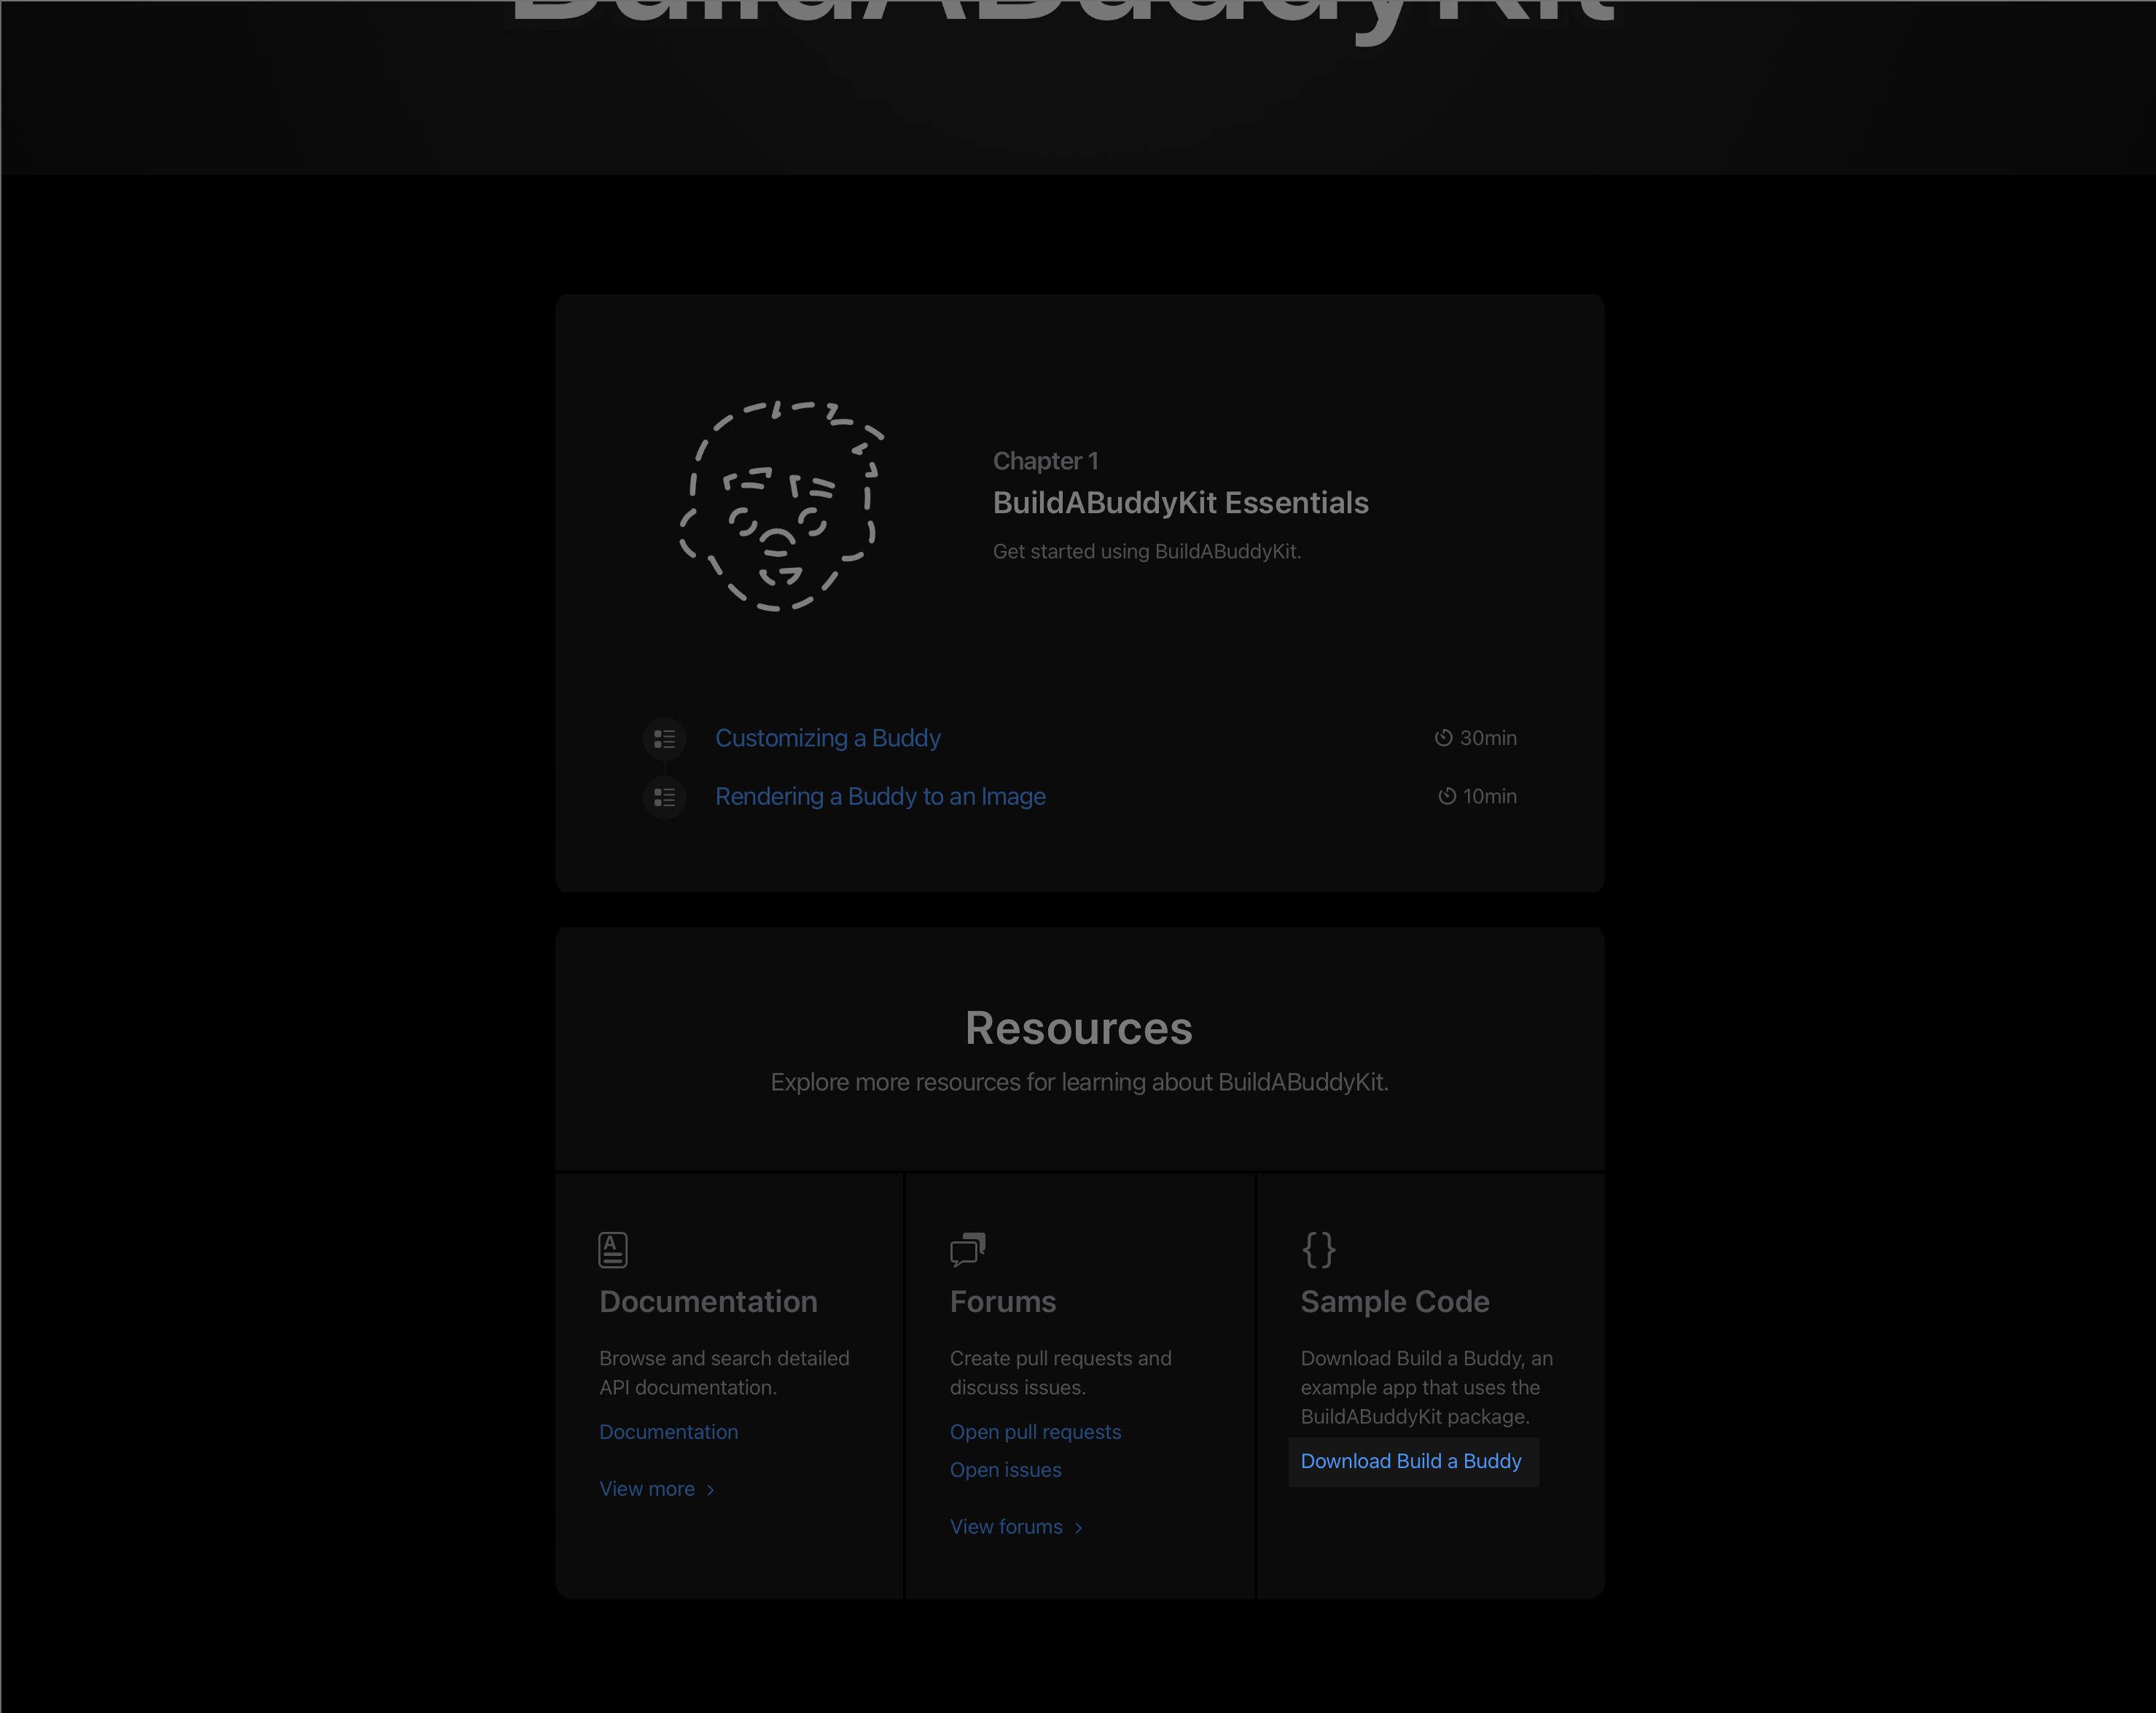 BuildABuddyKit
Chapter 1
BuildABuddyKit Essentials
Get started using BuildABuddyKit.
Customizing a Buddy
30min
Rendering a Buddy to an Image
10min
Resources
Explore more resources for learning about BuildABuddyKit.
A
Documentation
Browse and search detailed
API documentation.
Documentation
View more >
Forums
Create pull requests and
discuss issues.
Open pull requests
Open issues
View forums >
{}
Sample Code
Download Build a Buddy, an
example app that uses the
BuildABuddyKit package.
Download Build a Buddy